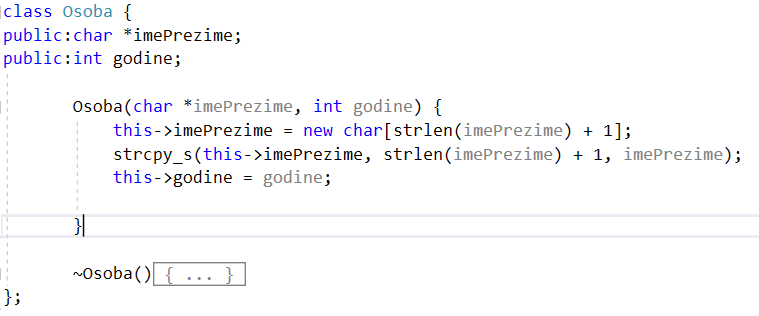 class Osoba {
public:char *imePrezime;
public:int godine;
Osoba(char *imePrezime, int godine) {
this->imePrezime = new char[strlen(imePrezime) + 1];
strcpy_s(this->imePrezime, strlen(imePrezime) + 1, imePrezime);
this->godine = godine;
}
~Osoba(){ ... }
};